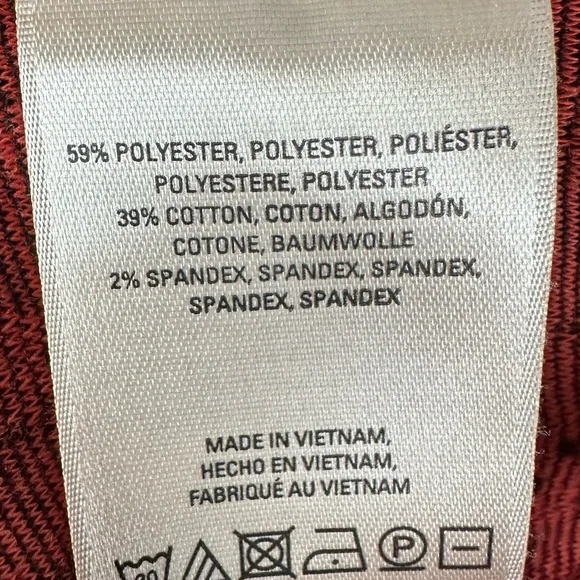 59% POLYESTER, POLYESTER, POLIÉSTER,
POLYESTERE, POLYESTER
39% COTTON, COTON, ALGODÓN,
COTONE, BAUMWOLLE
2% SPANDEX, SPANDEX, SPANDEX,
SPANDEX, SPANDEX
MADE IN VIETNAM,
HECHO EN VIETNAM,
FABRIQUÉ AU VIETNAM
P